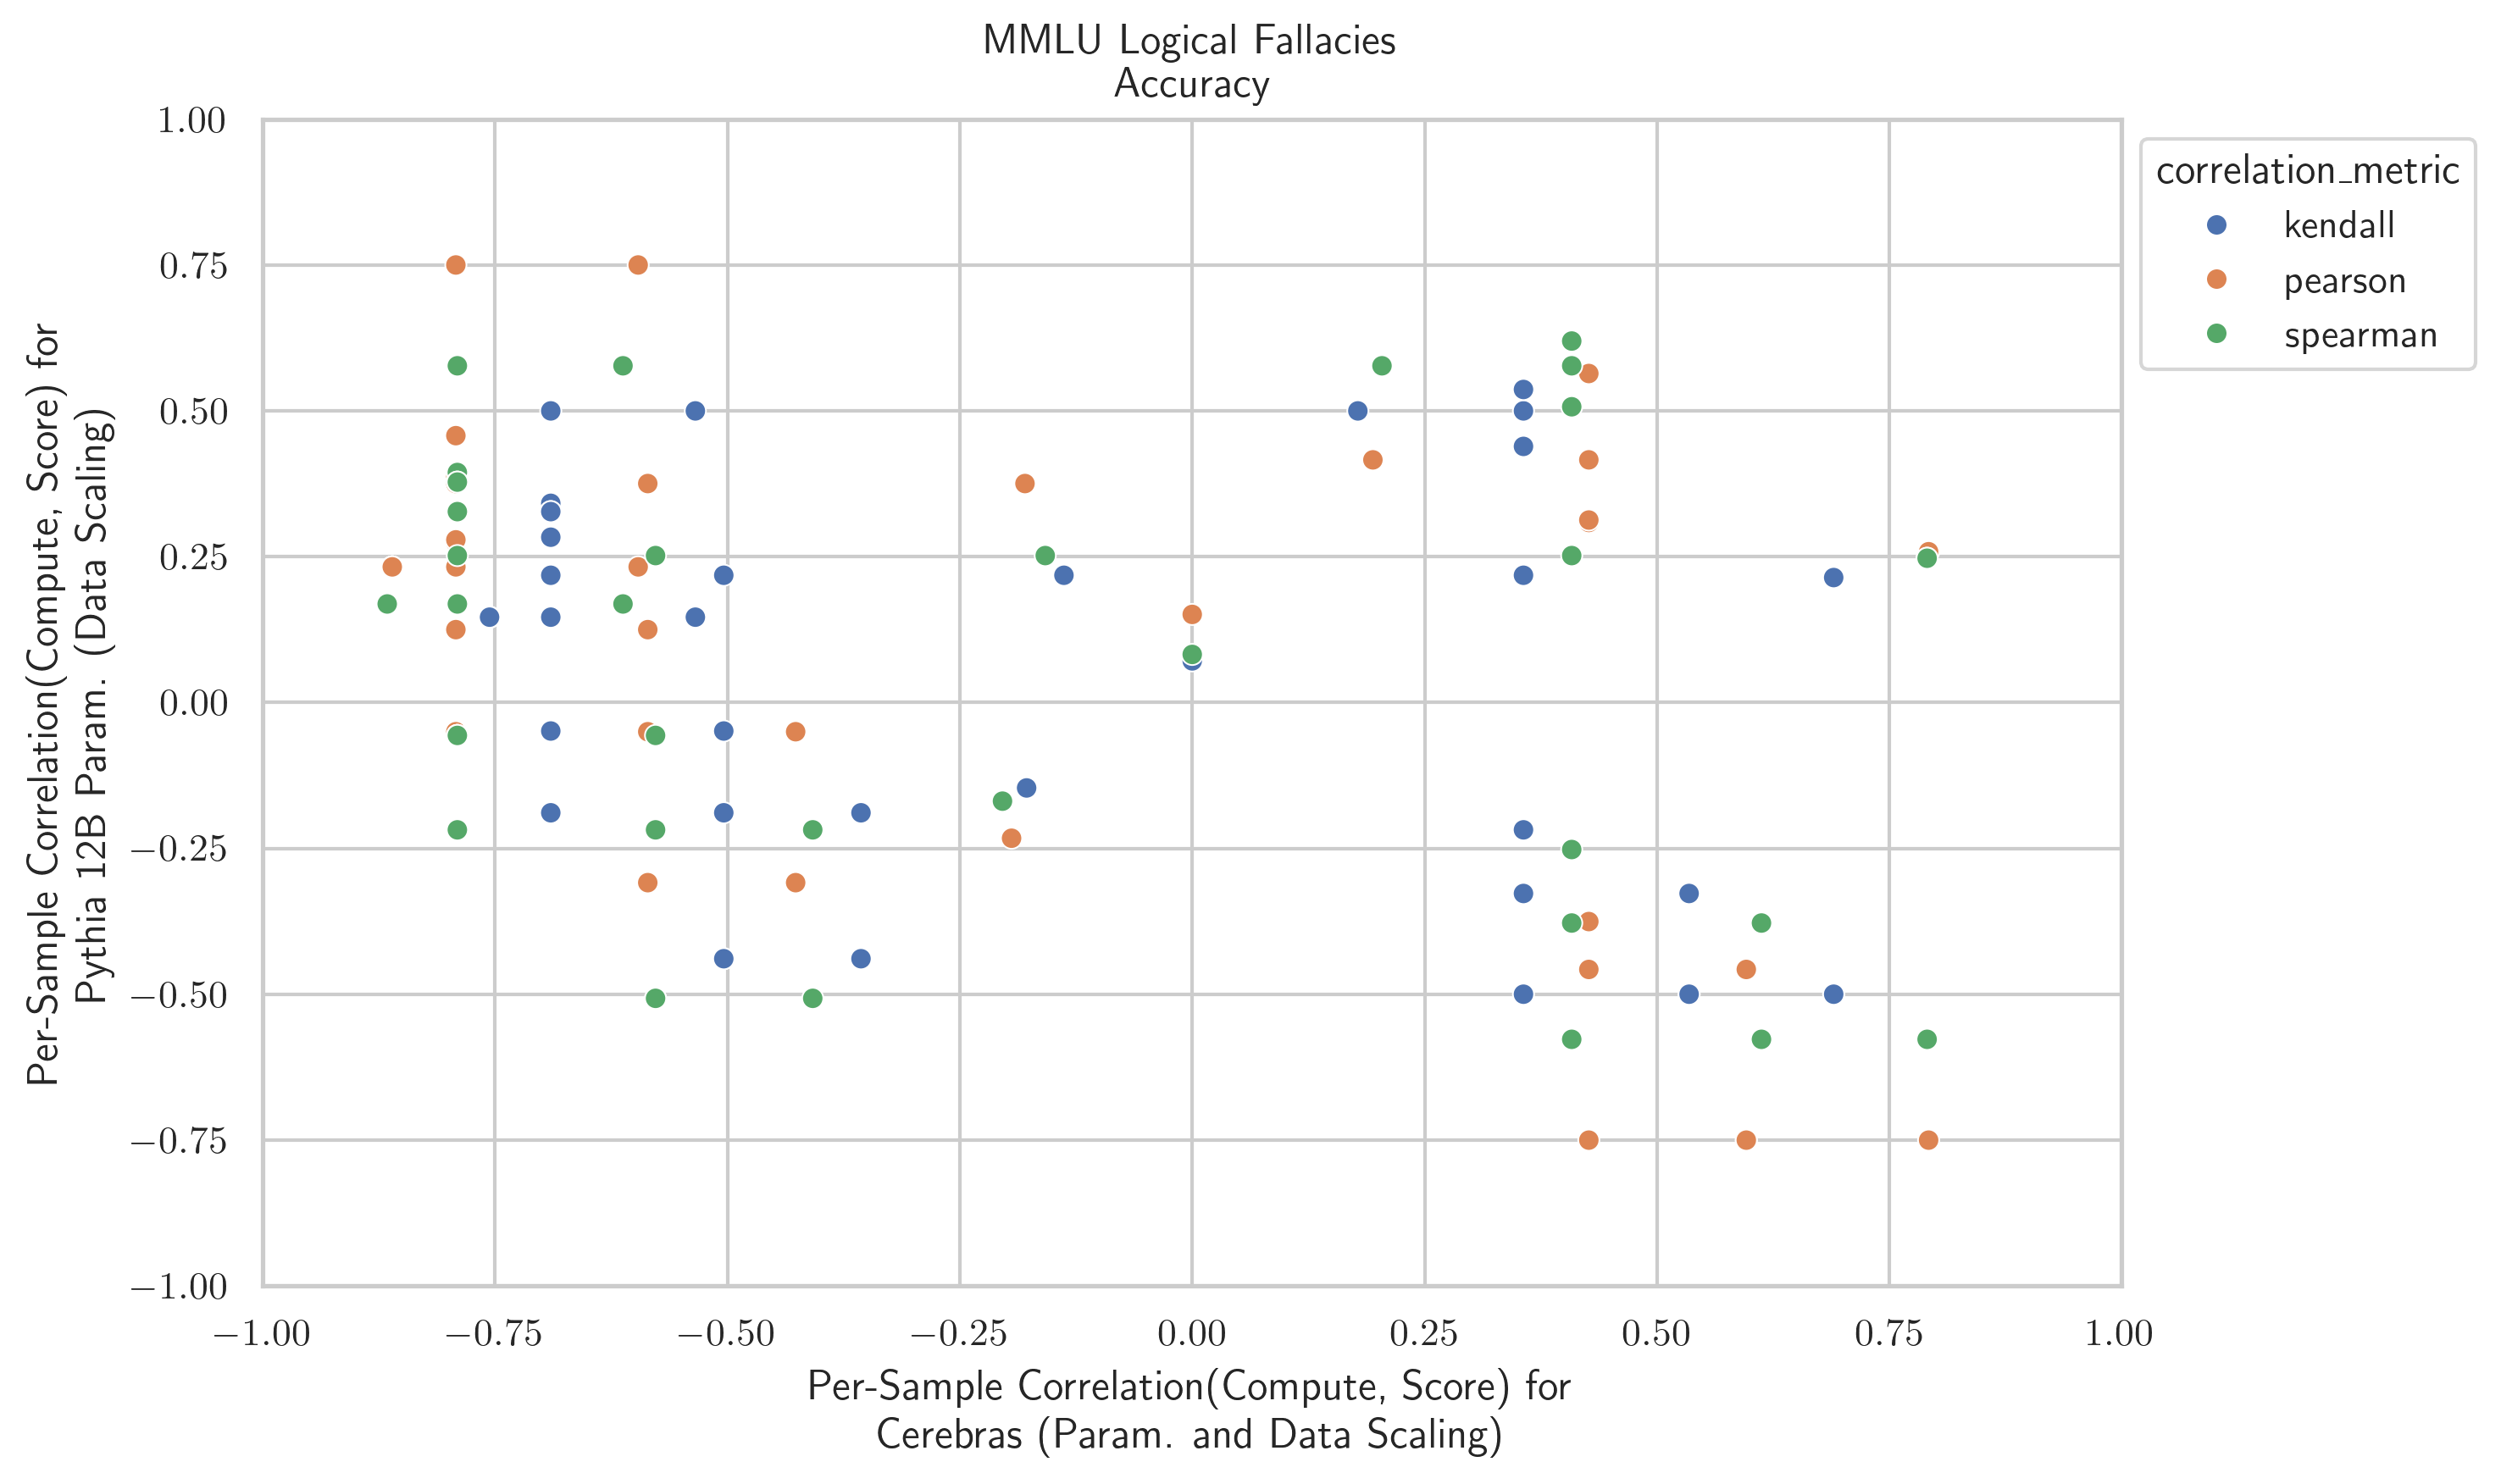 MMLU Logical Fallacies
Accuracy
1.00
0.75
0.50
0.25
0.00
−0.25
−0.50
−0.75
−1.00
Per-Sample Correlation(Compute, Score) for
Pythia 12B Param. (Data Scaling)
correlation_metric
kendall
pearson
spearman
−1.00 −0.75 −0.50 −0.25 0.00 0.25 0.50 0.75 1.00
Per-Sample Correlation(Compute, Score) for
Cerebras (Param. and Data Scaling)